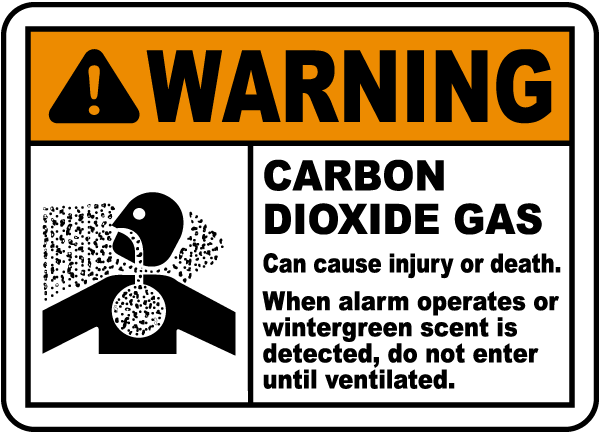 WARNING
CARBON
DIOXIDE GAS
Can cause injury or death.
When alarm operates or
wintergreen scent is
detected, do not enter
until ventilated.